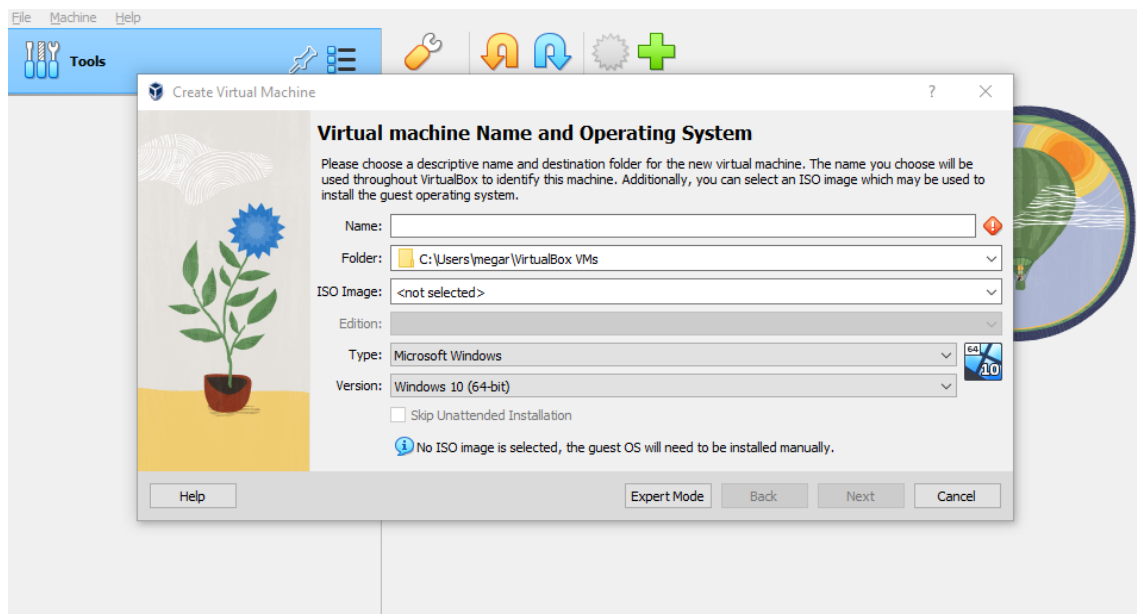 File Machine Help
Tools
Create Virtual Machine
?
Virtual machine Name and Operating System
Please choose a descriptive name and destination folder for the new virtual machine. The name you choose will be
used throughout VirtualBox to identify this machine. Additionally, you can select an ISO image which may be used to
install the guest operating system.
Name:
Folder: C:\Users\megar\VirtualBox VMs
ISO Image: <not selected>
Edition:
Type: Microsoft Windows
64
10
Version: Windows 10 (64-bit)
Skip Unattended Installation
No ISO image is selected, the guest OS will need to be installed manually.
Help Expert Mode Back Next Cancel